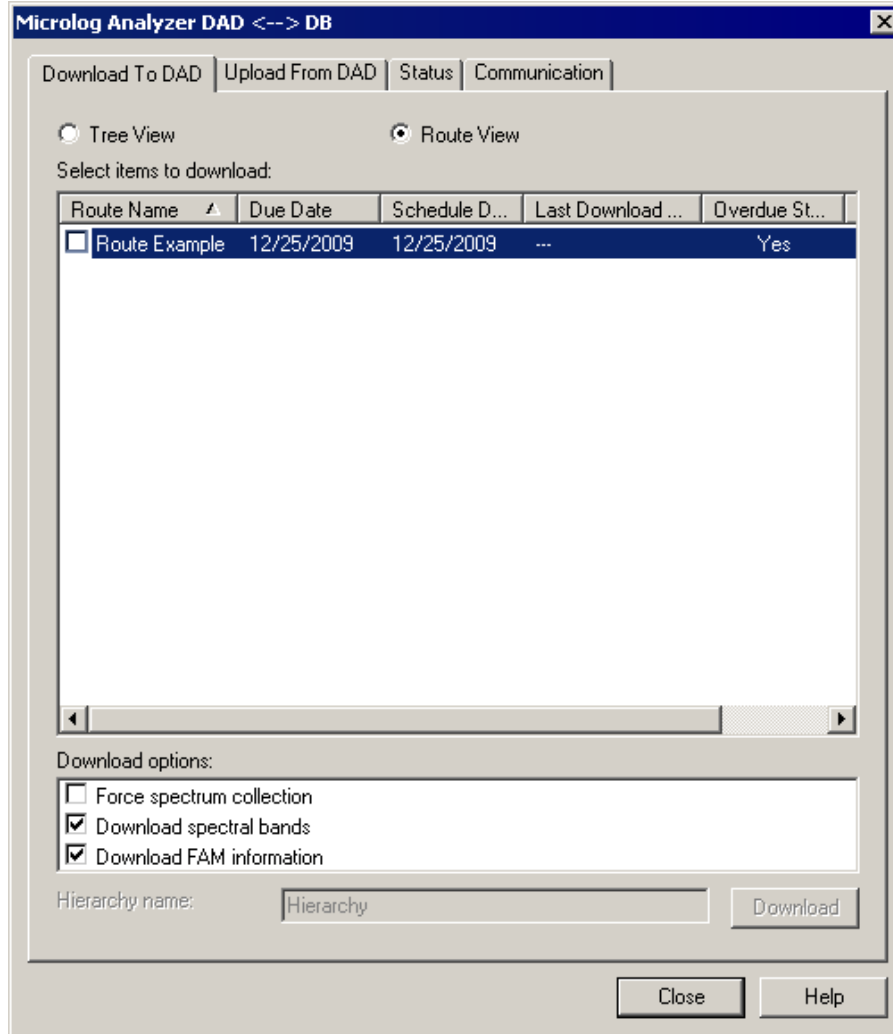 Microlog Analyzer DAD <--> DB
Download To DAD Upload From DAD Status Communication
Tree View Route View
Select items to download:
Route Name Due Date Schedule D... Last Download ... Overdue St...
Route Example 12/25/2009 12/25/2009 --- Yes
Download options:
Force spectrum collection
Download spectral bands
Download FAM information
Hierarchy name: Hierarchy Download
Close Help